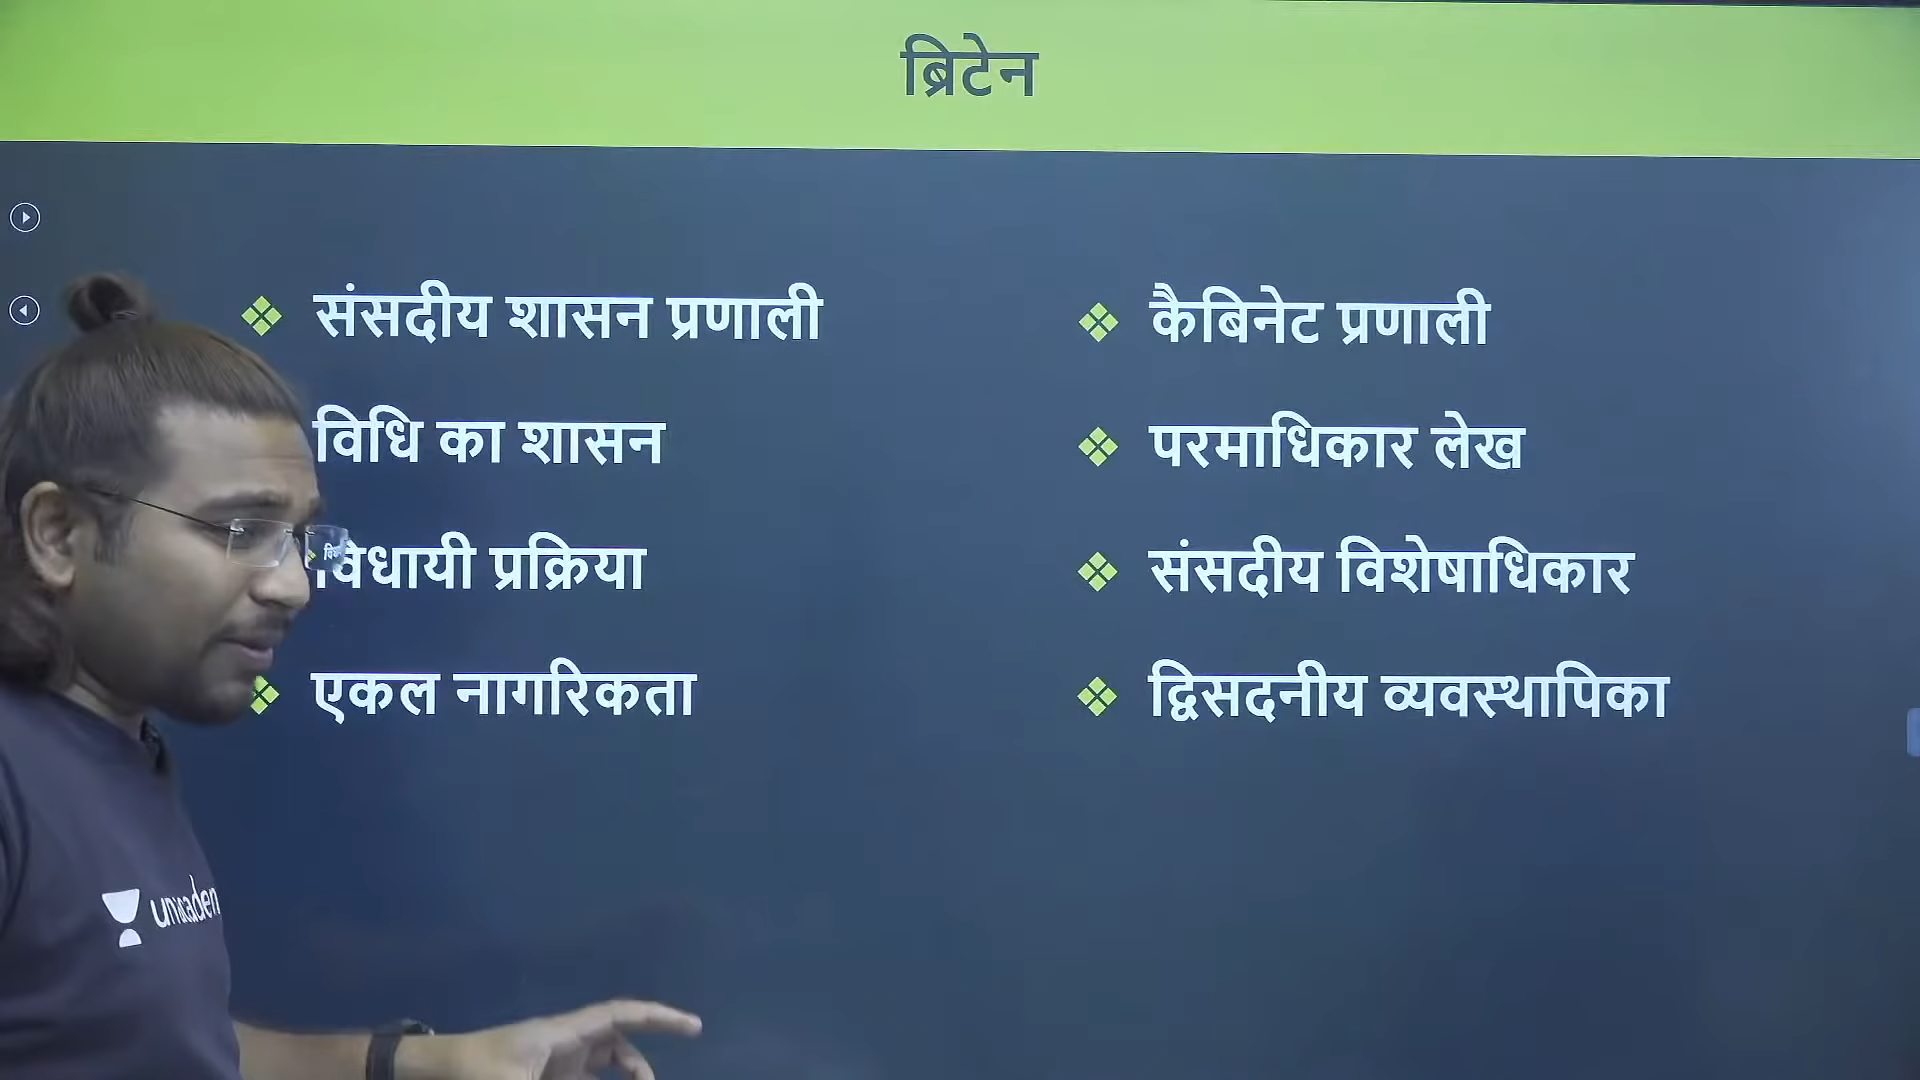 ब्रिटेन
संसदीय शासन प्रणाली
विधि का शासन
विधायी प्रक्रिया
एकल नागरिकता
कैबिनेट प्रणाली
परमाधिकार लेख
संसदीय विशेषाधिकार
द्विसदनीय व्यवस्थापिका